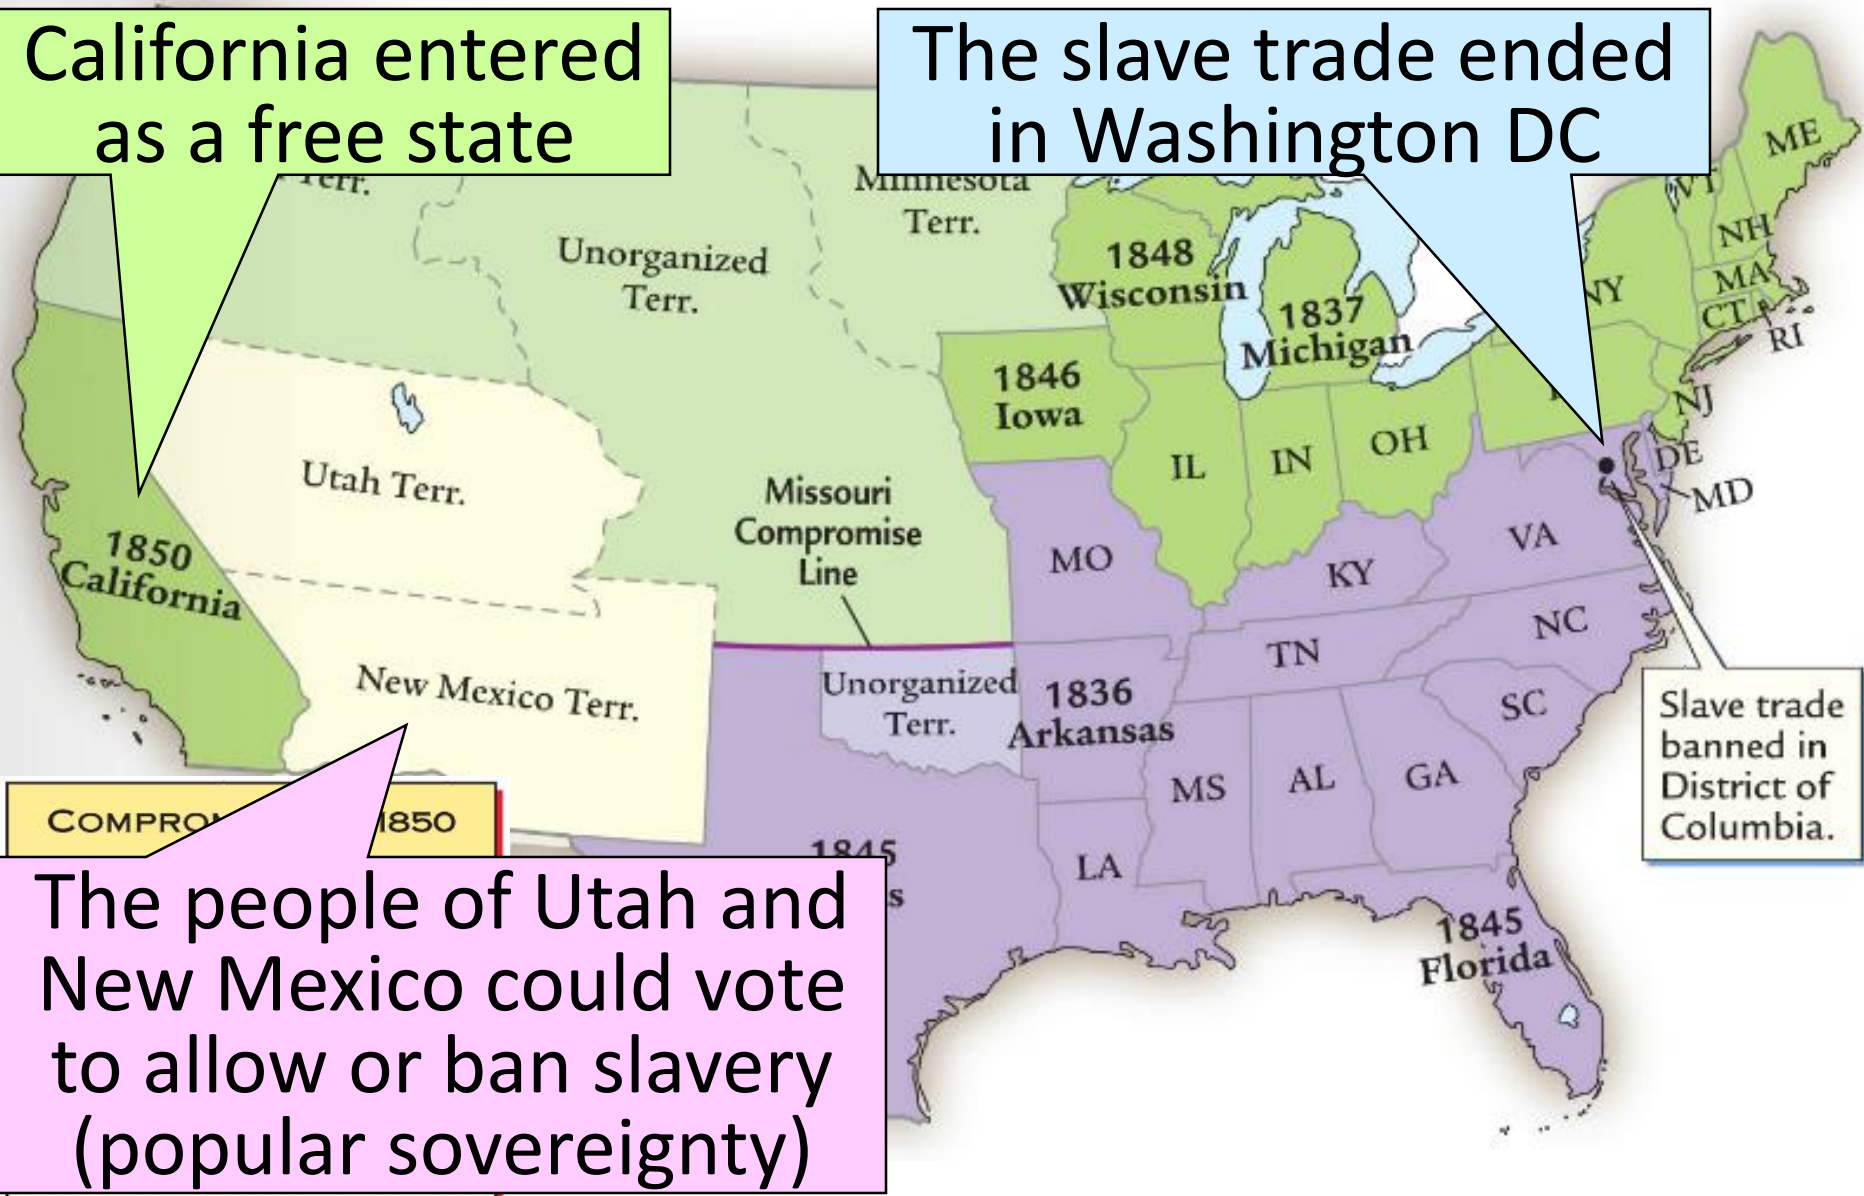 California entered
as a free state
The slave trade ended
in Washington DC
Terr.
Minnesota
Terr.
Unorganized
Terr.
1848
Wisconsin
1837
Michigan
1846
Iowa
ME
VT
NH
MA
CT
RI
NY
NJ
DE
MD
IL
IN
OH
Utah Terr.
Missouri
Compromise
Line
1850
California
MO
KY
VA
NC
TN
SC
New Mexico Terr.
Unorganized
Terr.
1836
Arkansas
MS
AL
GA
LA
1845
1845
Florida
Slave trade
banned in
District of
Columbia.
1850
The people of Utah and
New Mexico could vote
to allow or ban slavery
(popular sovereignty)